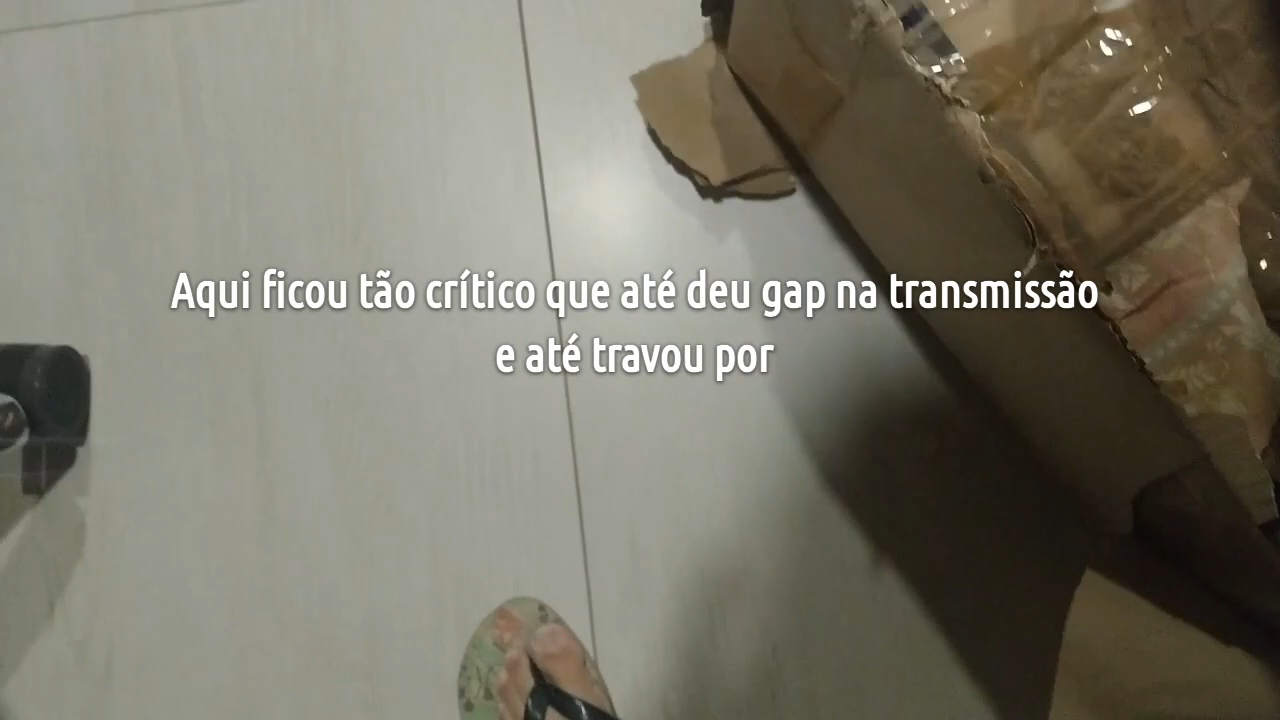 Aqui ficou tão crítico que até deu gap na transmissão
e até travou por